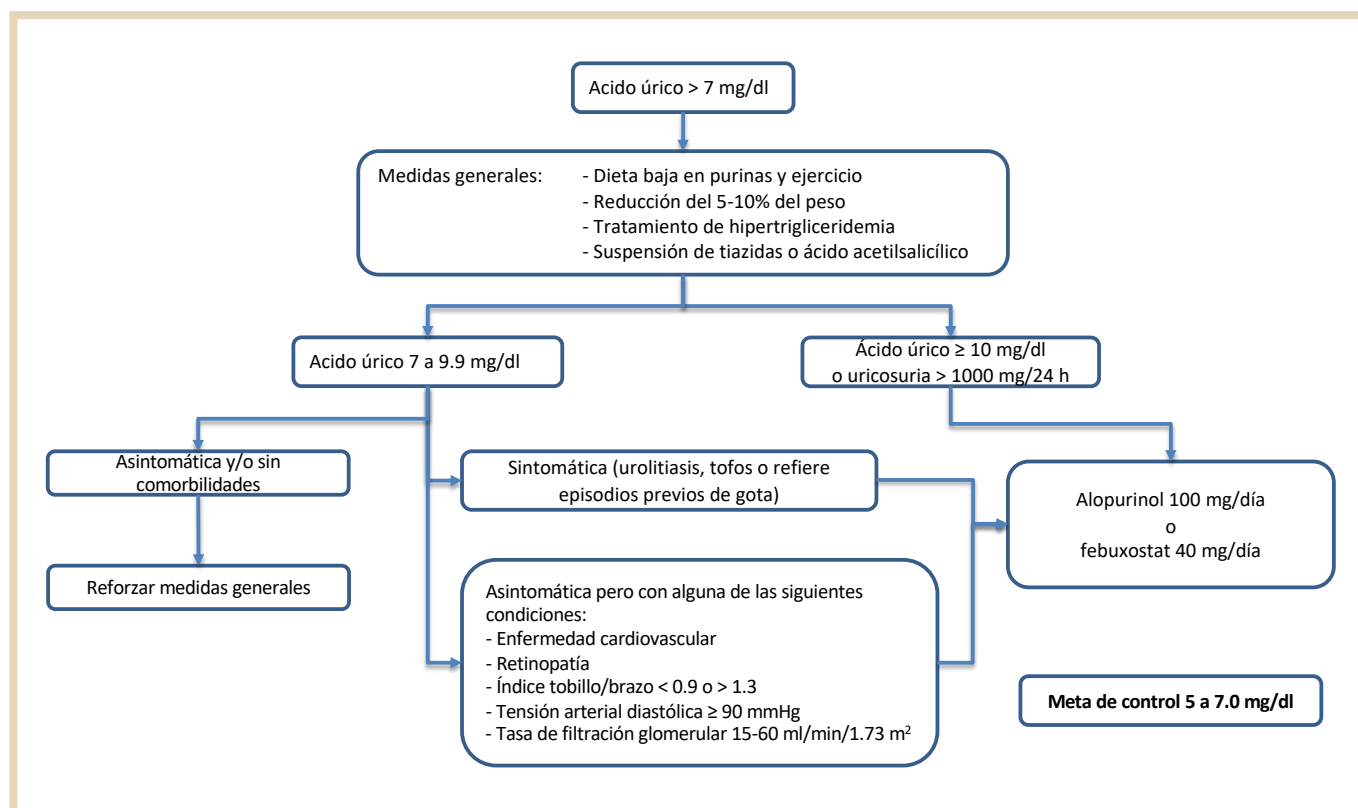 Acido úrico > 7 mg/dl
Medidas generales: - Dieta baja en purinas y ejercicio
- Reducción del 5-10% del peso
- Tratamiento de hipertrigliceridemia
- Suspensión de tiazidas o ácido acetilsalicílico
Acido úrico 7 a 9.9 mg/dl
Ácido úrico ≥ 10 mg/dl
o uricosuria > 1000 mg/24 h
Asintomática y/o sin
comorbilidades
Reforzar medidas generales
Sintomática (urolitiasis, tofos o refiere
episodios previos de gota)
Asintomática pero con alguna de las siguientes
condiciones:
- Enfermedad cardiovascular
- Retinopatía
- Índice tobillo/brazo < 0.9 o > 1.3
- Tensión arterial diastólica ≥ 90 mmHg
- Tasa de filtración glomerular 15-60 ml/min/1.73 m²
Alopurinol 100 mg/día
o
febuxostat 40 mg/día
Meta de control 5 a 7.0 mg/dl